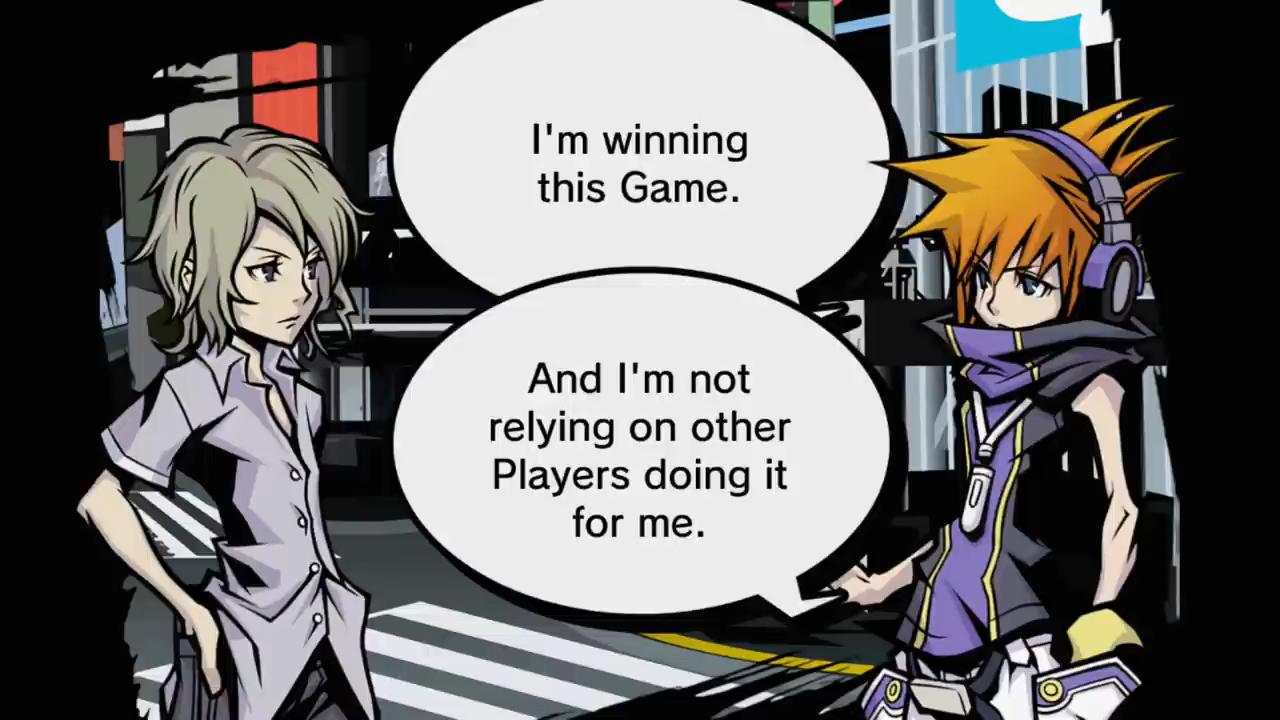 I'm winning
this Game.
And I'm not
relying on other
Players doing it
for me.